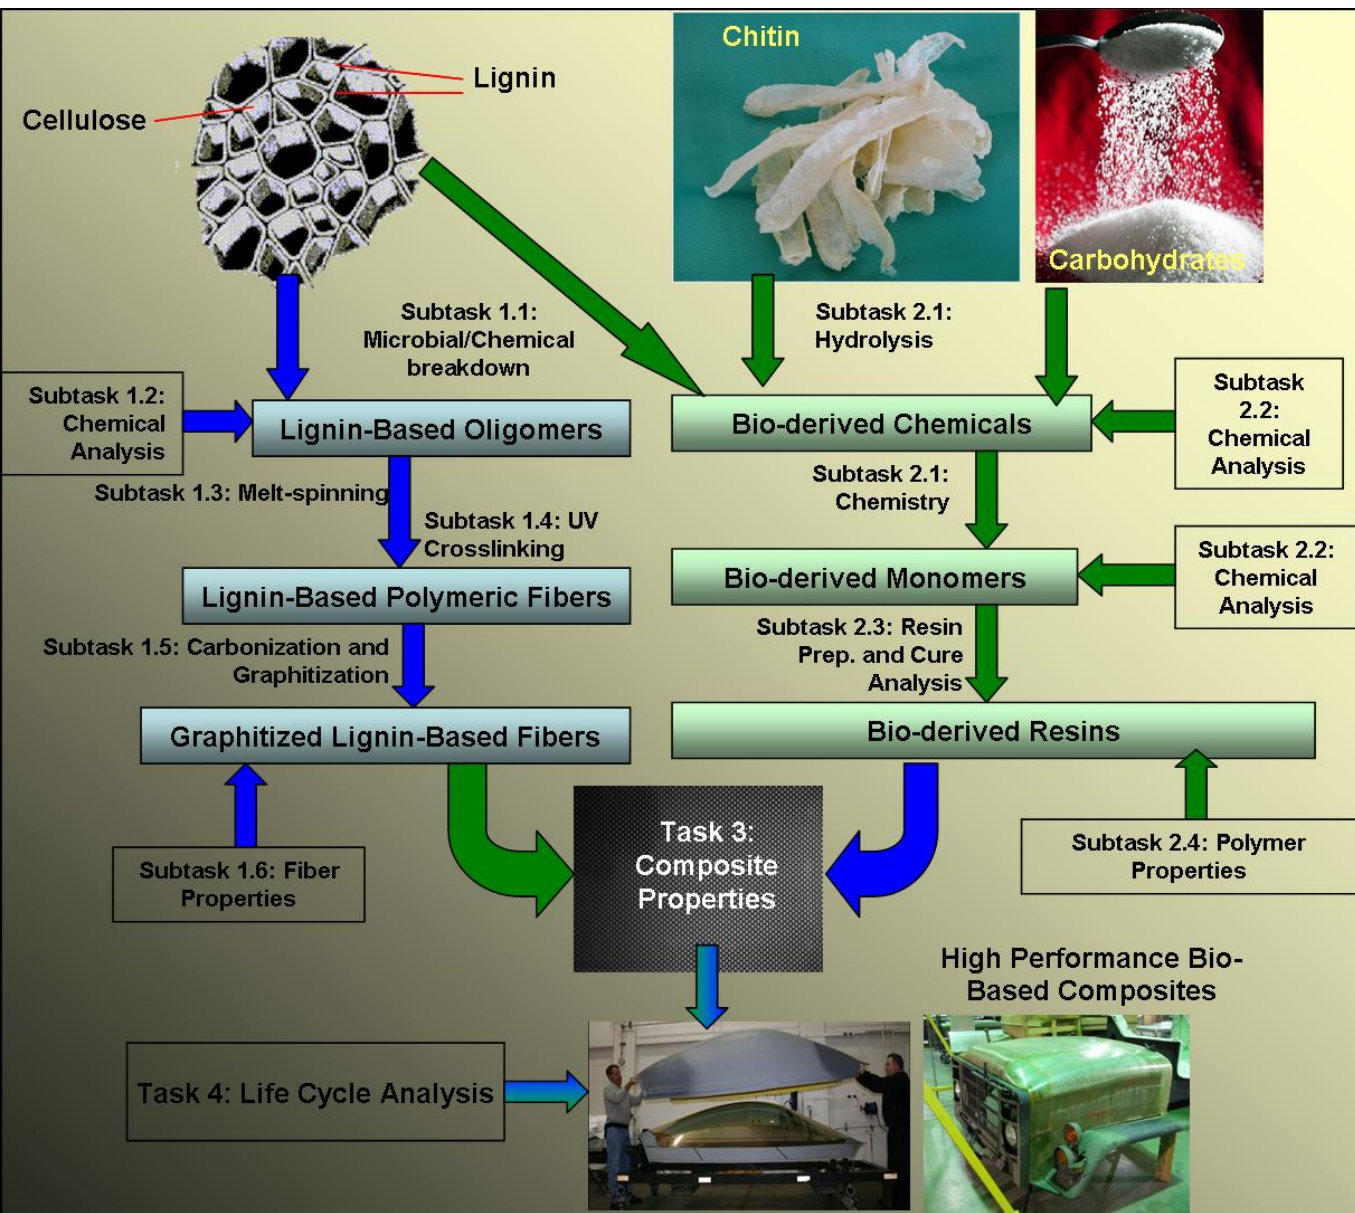 Chitin
Lignin
Cellulose
Carbohydrates
Subtask 1.1:
Microbial/Chemical
breakdown
Subtask 2.1:
Hydrolysis
Subtask 1.2:
Chemical
Analysis
Lignin-Based Oligomers
Bio-derived Chemicals
Subtask
2.2:
Chemical
Analysis
Subtask 1.3: Melt-spinning
Subtask 1.4: UV
Crosslinking
Subtask 2.1:
Chemistry
Lignin-Based Polymeric Fibers
Bio-derived Monomers
Subtask 2.2:
Chemical
Analysis
Subtask 1.5: Carbonization and
Graphitization
Subtask 2.3: Resin
Prep. and Cure
Analysis
Graphitized Lignin-Based Fibers
Bio-derived Resins
Subtask 1.6: Fiber
Properties
Task 3:
Composite
Properties
Subtask 2.4: Polymer
Properties
High Performance Bio-
Based Composites
Task 4: Life Cycle Analysis